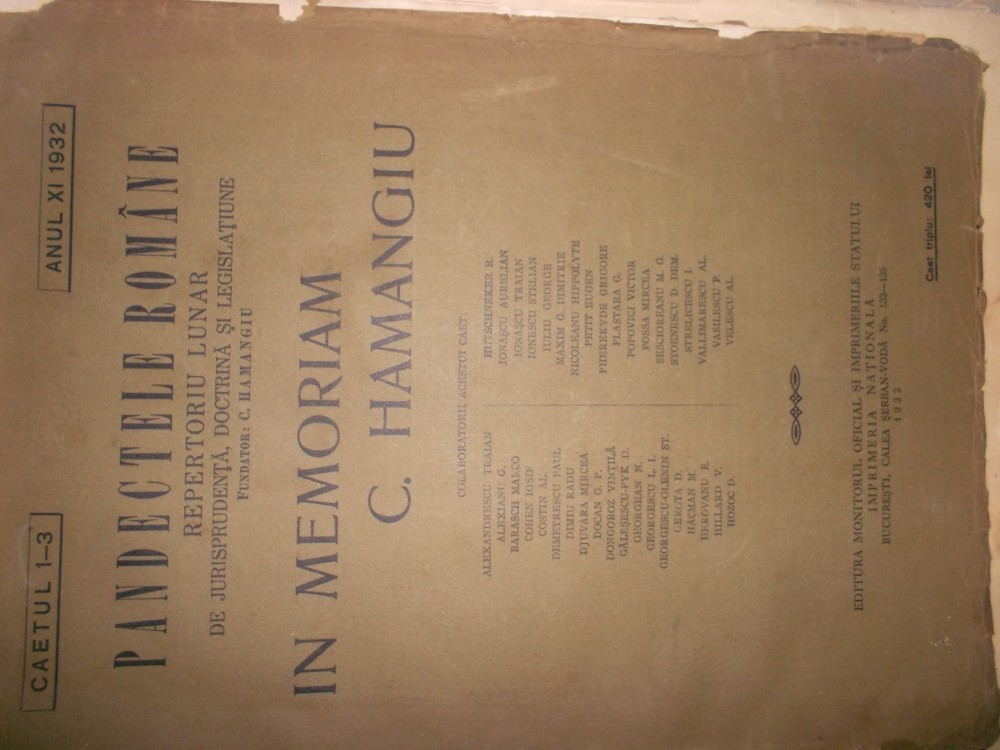 CAETUL 1—3
ANUL XI 1932
PANDECTELE ROMÂNE
REPERTORIU LUNAR
DE JURISPRUDENȚĂ, DOCTRINĂ ȘI LEGISLAȚIUNE
FUNDATOR: C. HAMANGIU
IN MEMORIAM
C. HAMANGIU
COLABORATORII ACESTUI CAET:
ALEXANDRESCU TRAIAN
ALEXIANU G.
BARASCH MARCO
COHEN IOSIF
COSTIN AL.
DEMETRESCU PAUL
DIMIU RADU
DJUVARA MIRCEA
DOCAN G. P.
DONGOROZ VINTILĂ
GĂLEȘESCU-PYK D.
GEORGEAN N.
GEORGESCU L. I.
GEORGESCU-OLENIN ST.
GEROTA D.
HACMAN M
HEROVANU E.
HILLARD V.
HOZOC D.
HUTSCHNEKER R.
IONAȘCU AURELIAN
IONAȘCU TRAIAN
IONESCU STELIAN
IULIU GEORGE
MAXIM G. DIMITRIE
NICOLEANU HIPPOLYTE
PETIT EUGEN
PHEREKYDE GRIGORE
PLASTARA G.
POPOVICI VICTOR
POSSA MIRCEA
SESCIOREANU M. G.
STOENESCU D. DEM.
STRELICESCU I.
VALLIMARESCU AL.
VASILESCU P.
VELESCU AL.
EDITURA MONITORUL OFICIAL ȘI IMPRIMERIILE STATULUI
IMPRIMERIA NAȚIONALĂ
BUCUREȘTI, CALEA ȘERBAN-VODĂ No. 133—135
1932
Caet triplu: 420 lei